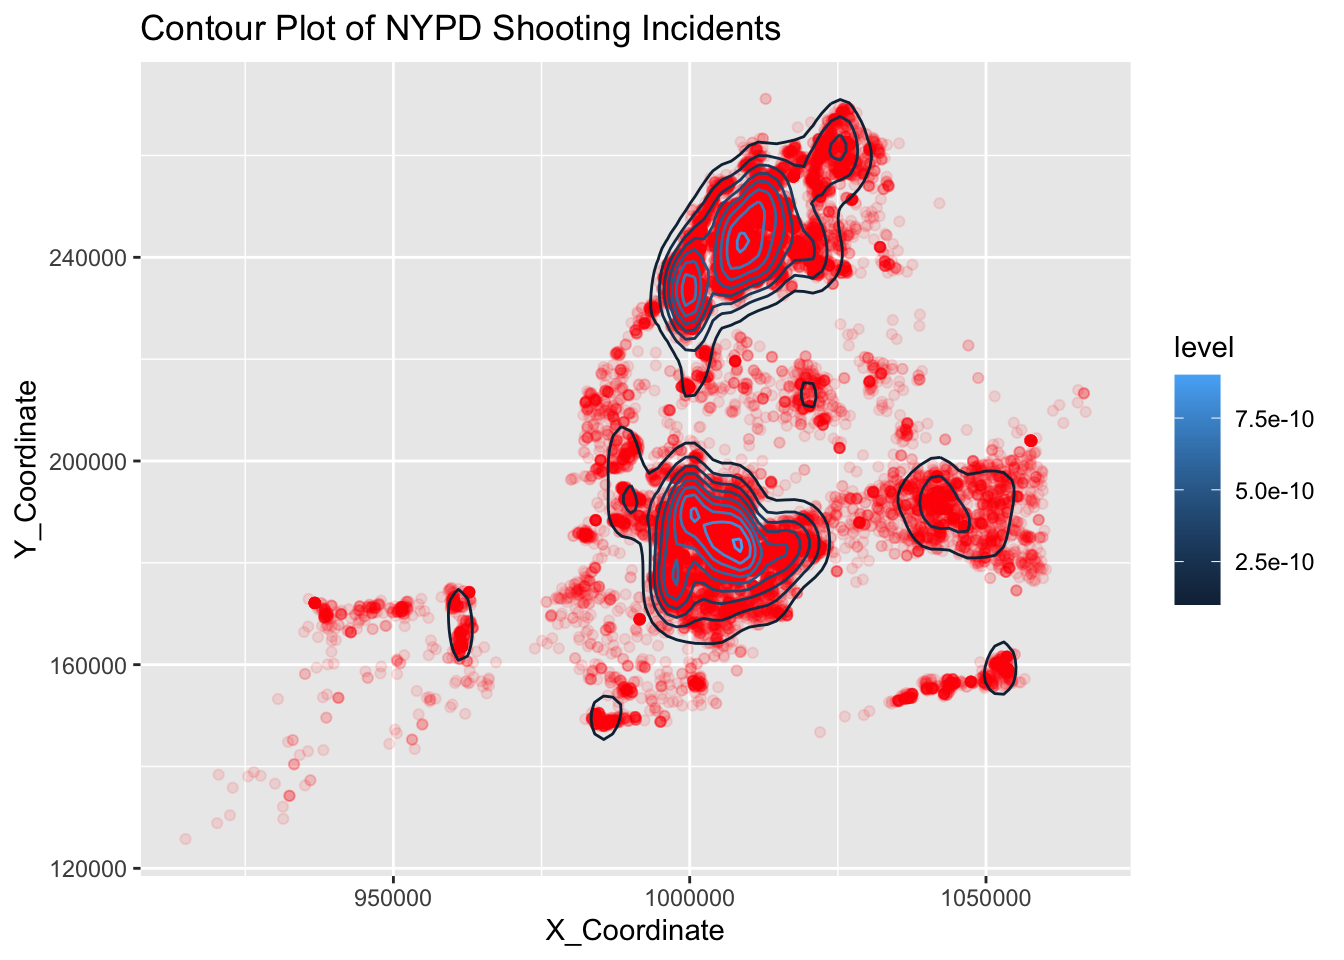 Contour Plot of NYPD Shooting Incidents
Y_Coordinate
240000
200000
160000
120000
950000
1000000
1050000
X_Coordinate
level
7.5e-10
5.0e-10
2.5e-10